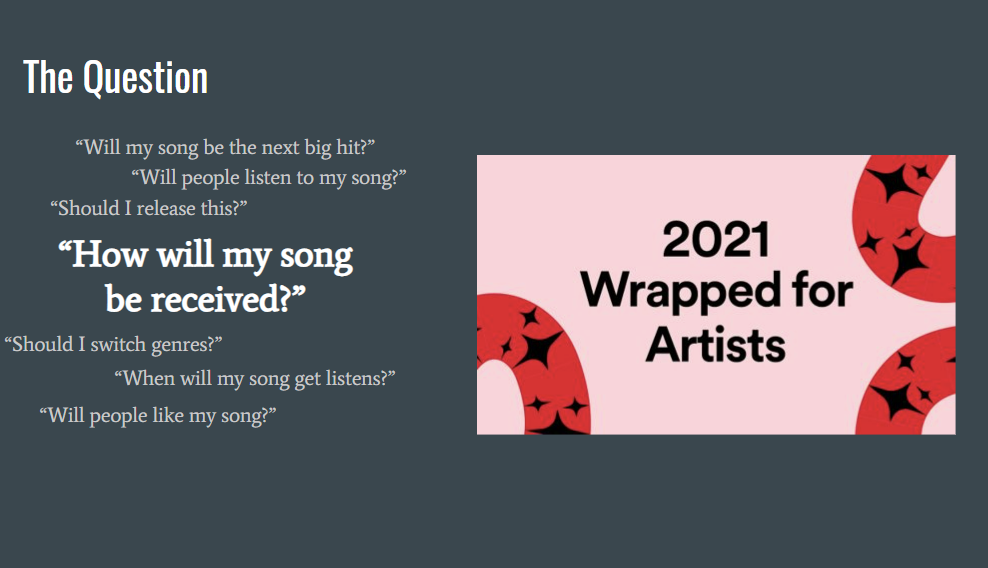 The Question
“Will my song be the next big hit?”
“Will people listen to my song?”
“Should I release this?”
“How will my song
be received?”
“Should I switch genres?”
“When will my song get listens?”
“Will people like my song?”
2021
Wrapped for
Artists